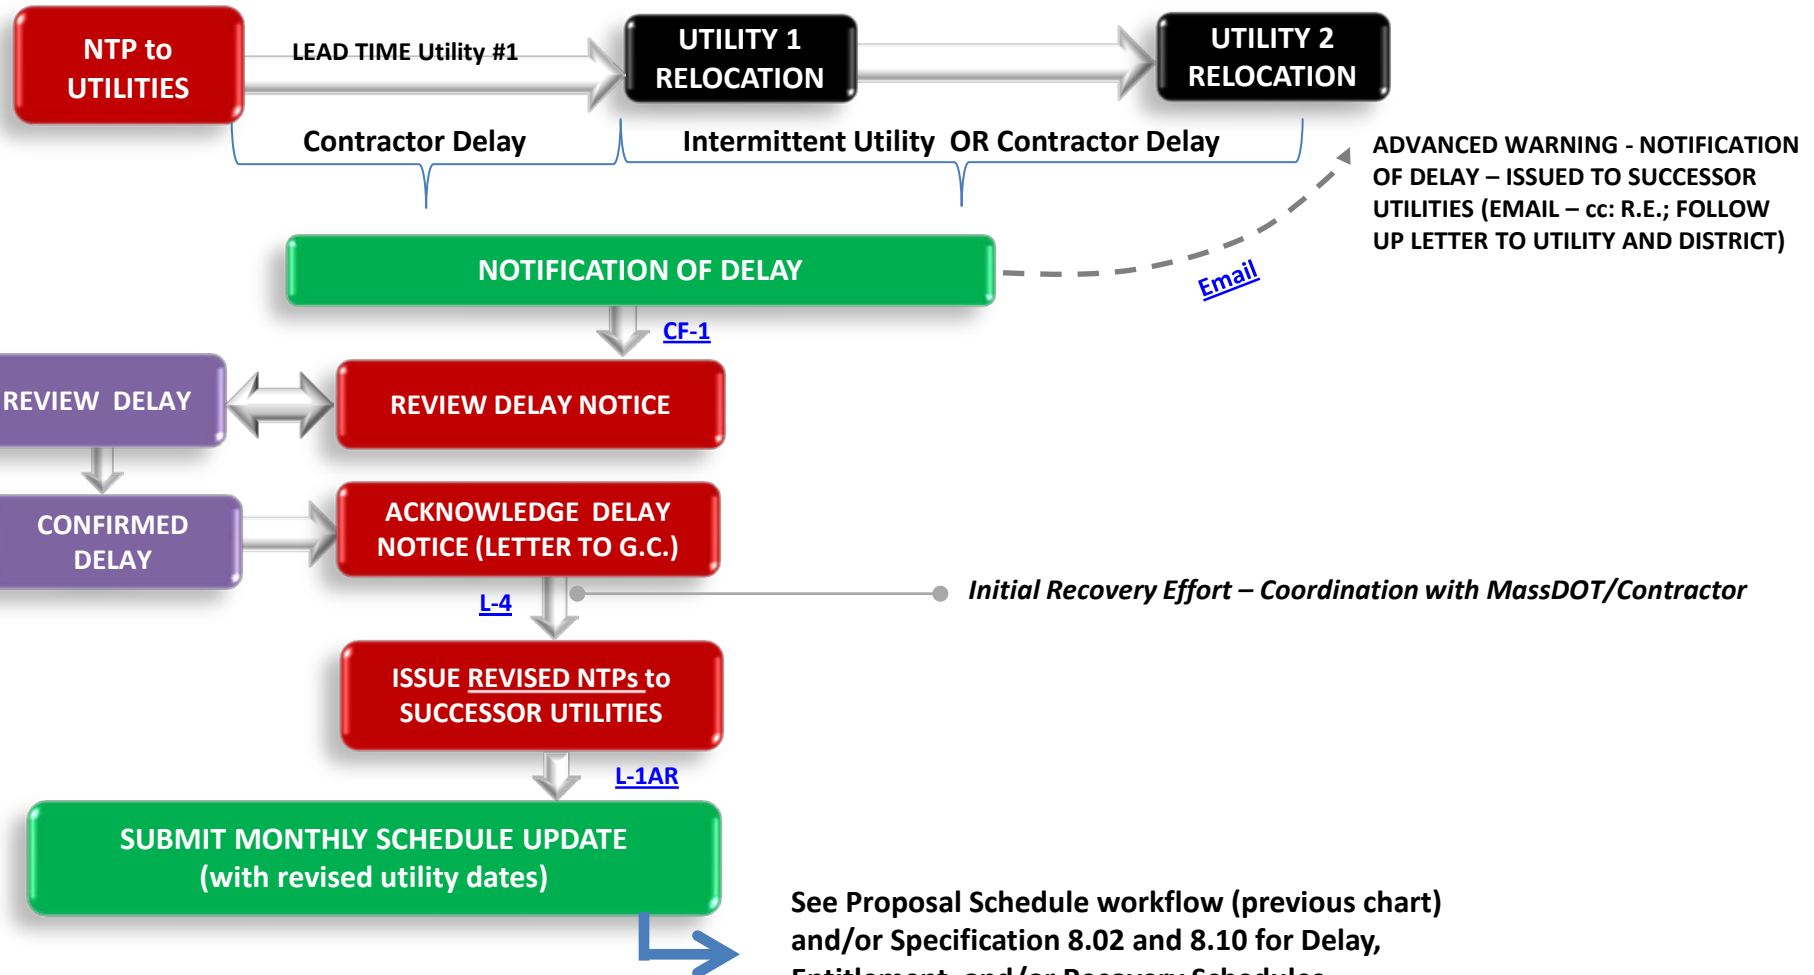 NTP to
UTILITIES
LEAD TIME Utility #1
UTILITY 1
RELOCATION
UTILITY 2
RELOCATION
Contractor Delay
Intermittent Utility OR Contractor Delay
ADVANCED WARNING - NOTIFICATION
OF DELAY – ISSUED TO SUCCESSOR
UTILITIES (EMAIL – cc: R.E.; FOLLOW
UP LETTER TO UTILITY AND DISTRICT)
NOTIFICATION OF DELAY
Email
CF-1
REVIEW DELAY
REVIEW DELAY NOTICE
CONFIRMED
DELAY
ACKNOWLEDGE DELAY
NOTICE (LETTER TO G.C.)
L-4
Initial Recovery Effort – Coordination with MassDOT/Contractor
ISSUE REVISED NTPs to
SUCCESSOR UTILITIES
L-1AR
SUBMIT MONTHLY SCHEDULE UPDATE
(with revised utility dates)
See Proposal Schedule workflow (previous chart)
and/or Specification 8.02 and 8.10 for Delay,
Entitlement, and/or Recovery Schedules